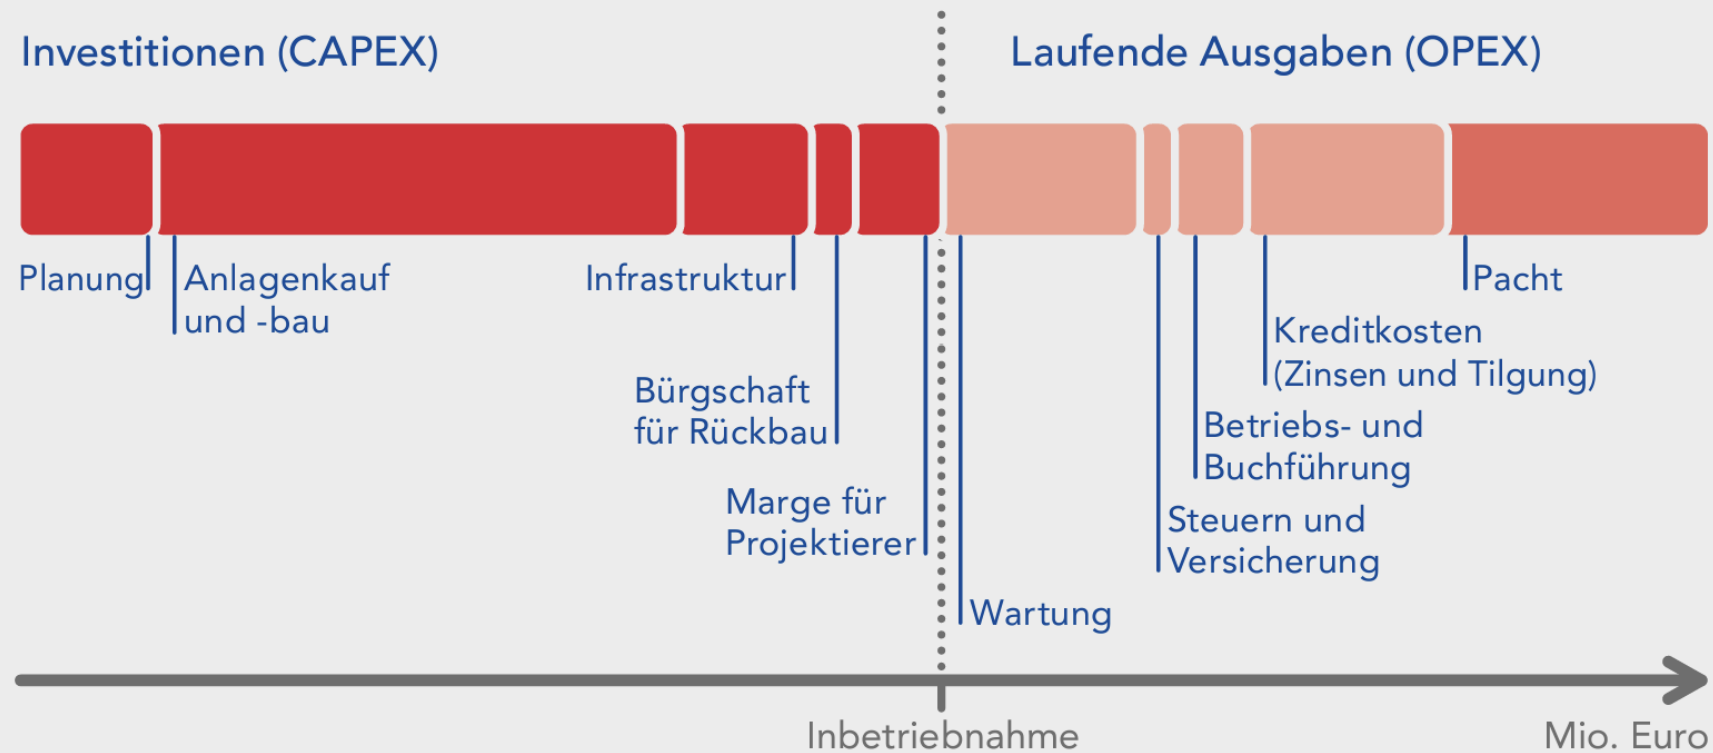 Investitionen (CAPEX)
Laufende Ausgaben (OPEX)
Planung
Anlagenkauf
und -bau
Infrastruktur
Bürgschaft
für Rückbau
Marge für
Projektierer
Wartung
Steuern und
Versicherung
Betriebs- und
Buchführung
Kreditkosten
(Zinsen und Tilgung)
Pacht
Inbetriebnahme
Mio. Euro